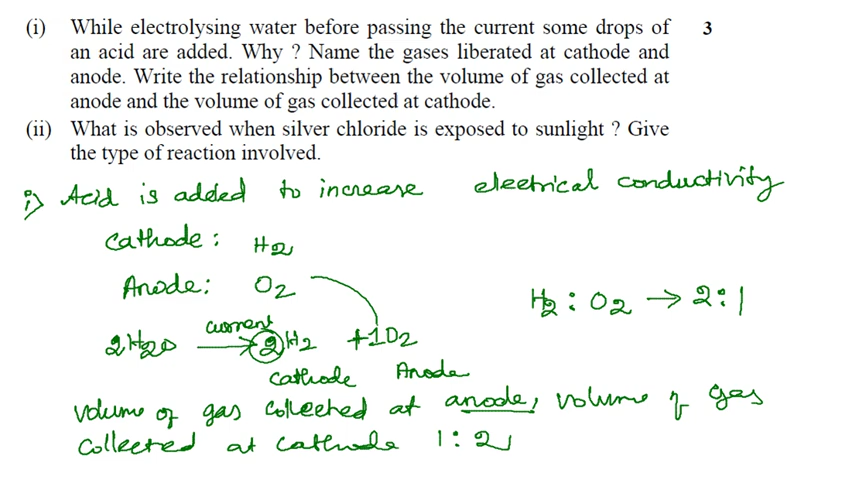 (i) While electrolysing water before passing the current some drops of 3
an acid are added. Why ? Name the gases liberated at cathode and
anode. Write the relationship between the volume of gas collected at
anode and the volume of gas collected at cathode.
(ii) What is observed when silver chloride is exposed to sunlight ? Give
the type of reaction involved.
i) Acid is added to increase electrical conductivity
Cathode : H2
Anode : O2
H2 : O2 → 2:1
2H2O current → 2H2 + 1O2
Cathode Anode
volume of gas collected at anode, volume of gas
collected at cathode 1:2